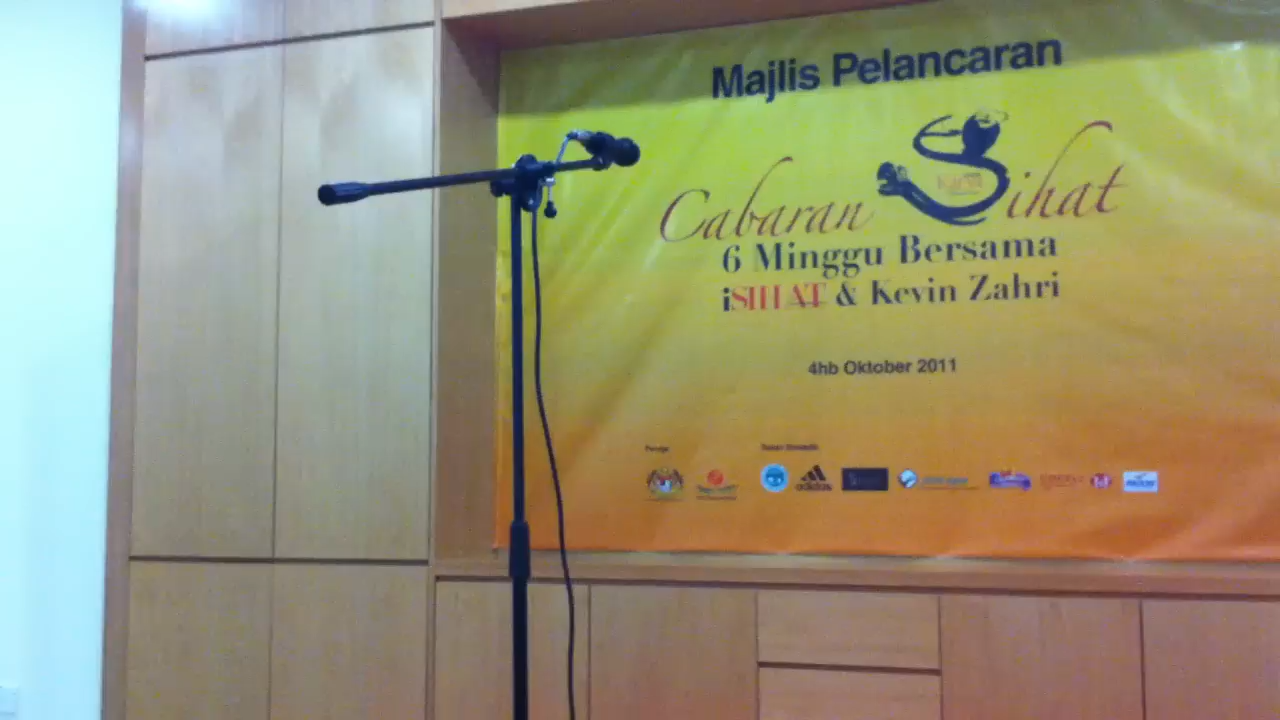 Majlis Pelancaran
Cabaran Sihat
6 Minggu Bersama
iSIHAT & Kevin Zahri
4hb Oktober 2011
adidas